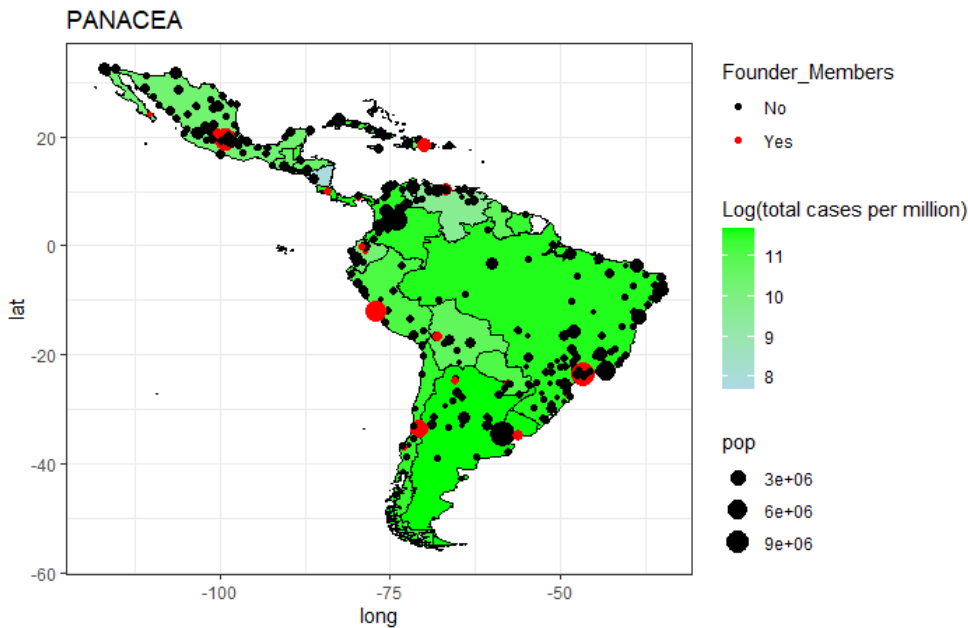 PANACEA
Founder_Members
No
Yes
Log(total cases per million)
11
10
9
8
pop
3e+06
6e+06
9e+06
20
0
-20
-40
-60
lat
-100
-75
-50
long